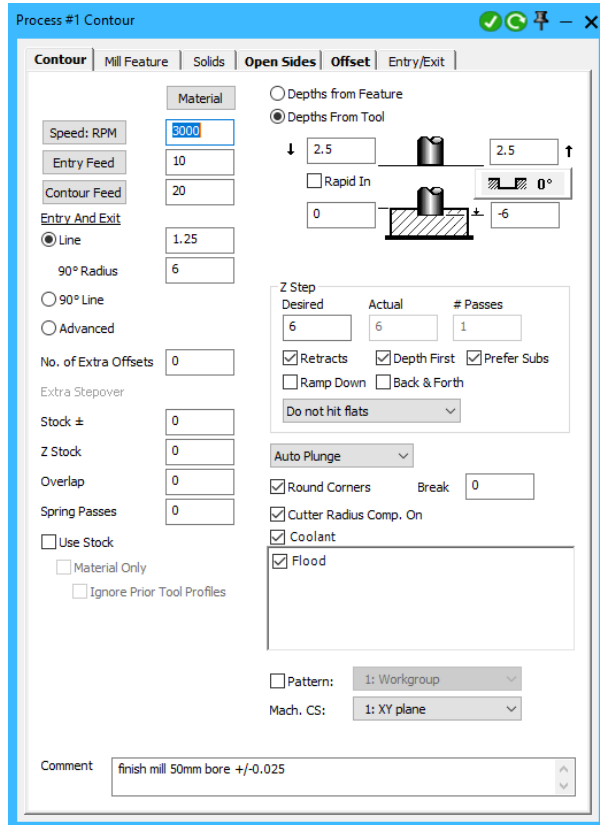 Process #1 Contour
Contour Mill Feature Solids Open Sides Offset Entry/Exit
Material
Speed: RPM 3000
Entry Feed 10
Contour Feed 20
Entry And Exit
Line 1.25
90° Radius 6
90° Line
Advanced
No. of Extra Offsets 0
Extra Stepover
Stock ± 0
Z Stock 0
Overlap 0
Spring Passes 0
Use Stock
Material Only
Ignore Prior Tool Profiles
Depths from Feature
Depths From Tool
2.5 2.5
Rapid In 0°
0 -6
Z Step
Desired Actual # Passes
6 6 1
Retracts Depth First Prefer Subs
Ramp Down Back & Forth
Do not hit flats
Auto Plunge
Round Corners Break 0
Cutter Radius Comp. On
Coolant
Flood
Pattern: 1: Workgroup
Mach. CS: 1: XY plane
Comment finish mill 50mm bore +/-0.025